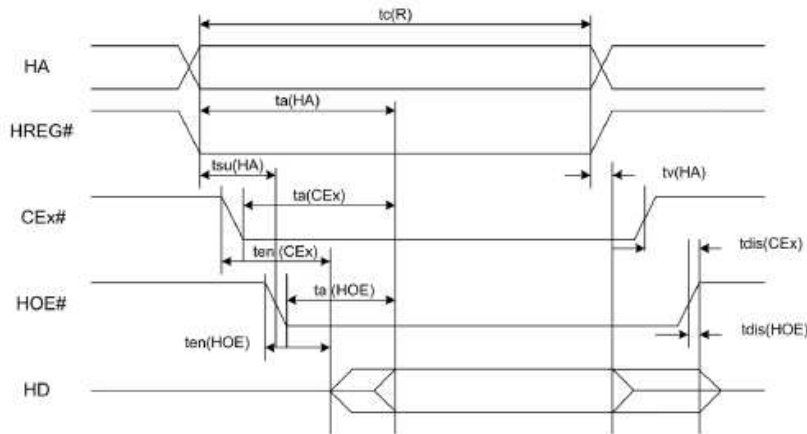 tc(R)
HA
ta(HA)
HREG#
tsu(HA)
tv(HA)
ta(CEx)
CEx#
ten(CEx)
tdis(CEx)
ta(HOE)
HOE#
ten(HOE)
tdis(HOE)
HD